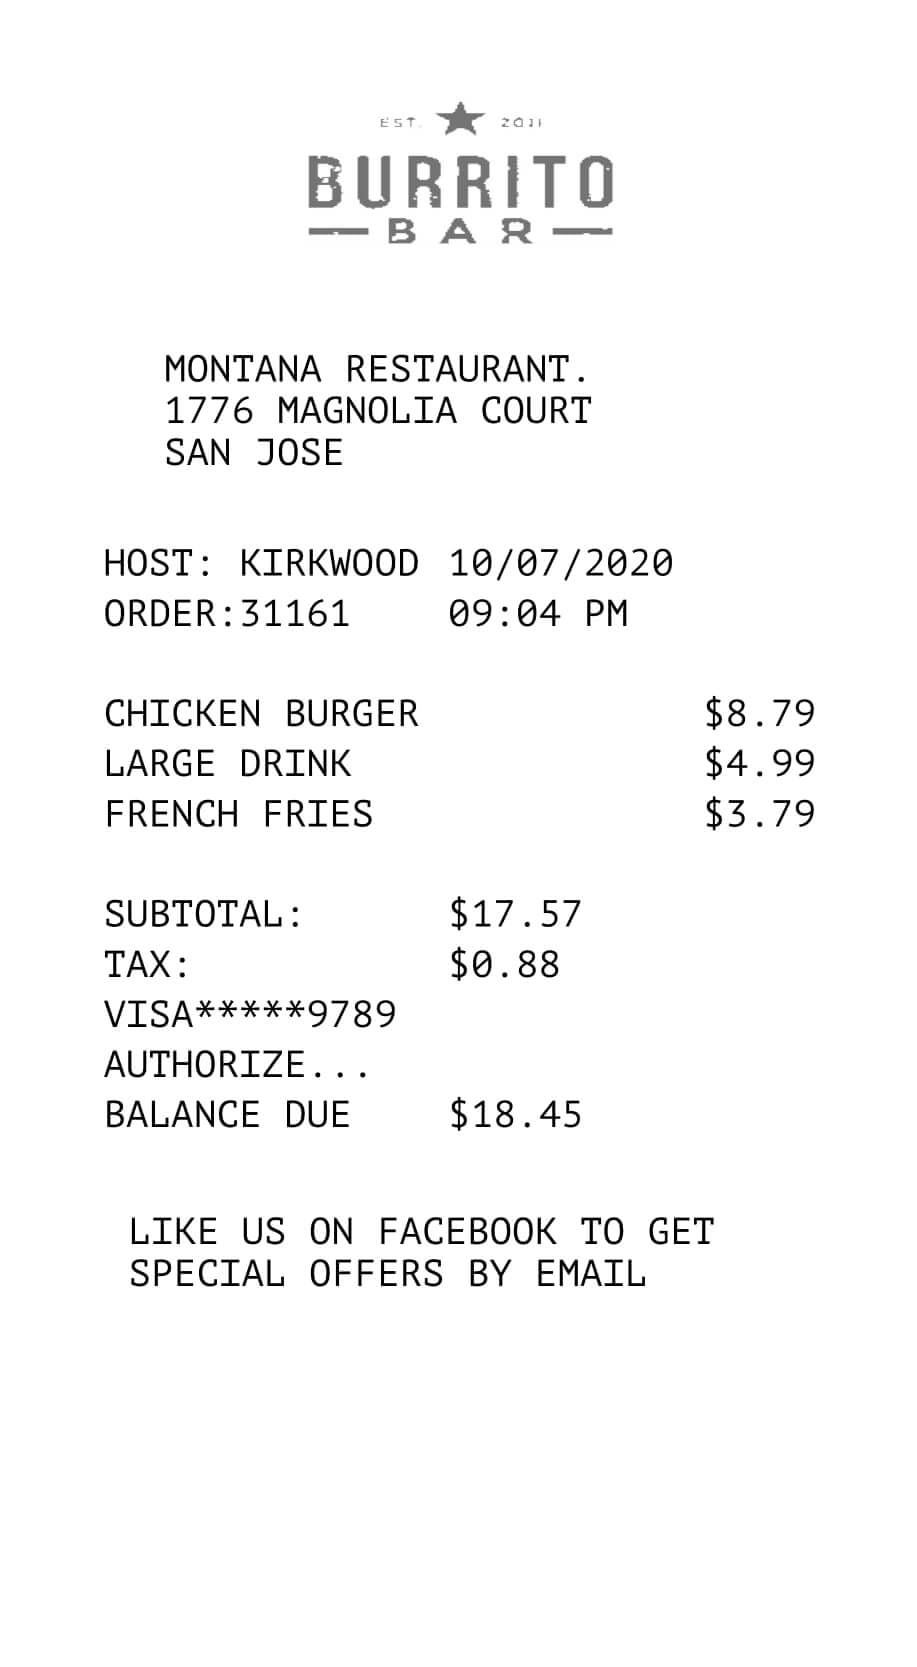 EST. 2011
BURRITO
BAR
MONTANA RESTAURANT.
1776 MAGNOLIA COURT
SAN JOSE
HOST: KIRKWOOD 10/07/2020
ORDER:31161 09:04 PM
CHICKEN BURGER $8.79
LARGE DRINK $4.99
FRENCH FRIES $3.79
SUBTOTAL: $17.57
TAX: $0.88
VISA*****9789
AUTHORIZE...
BALANCE DUE $18.45
LIKE US ON FACEBOOK TO GET
SPECIAL OFFERS BY EMAIL